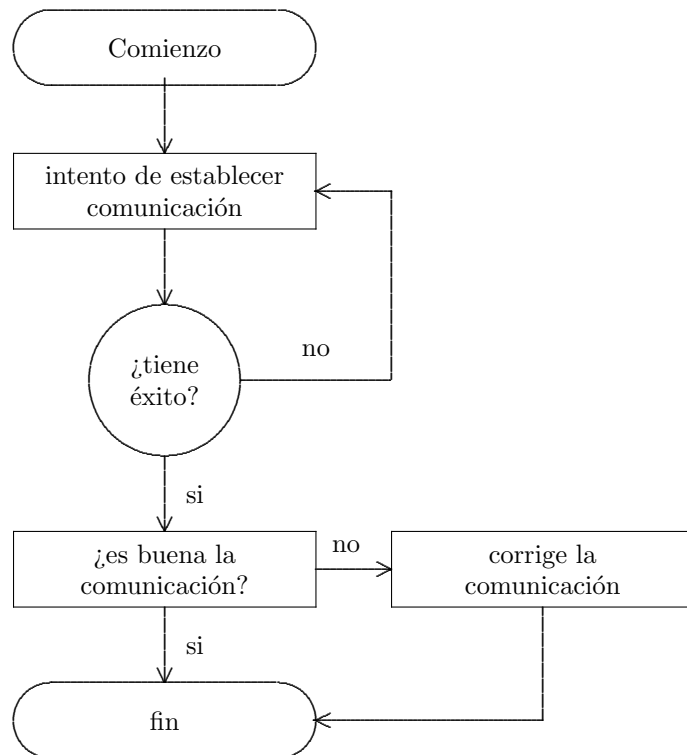 Comienzo
intento de establecer
comunicación
¿tiene
éxito?
no
si
¿es buena la
comunicación?
no
corrige la
comunicación
si
fin